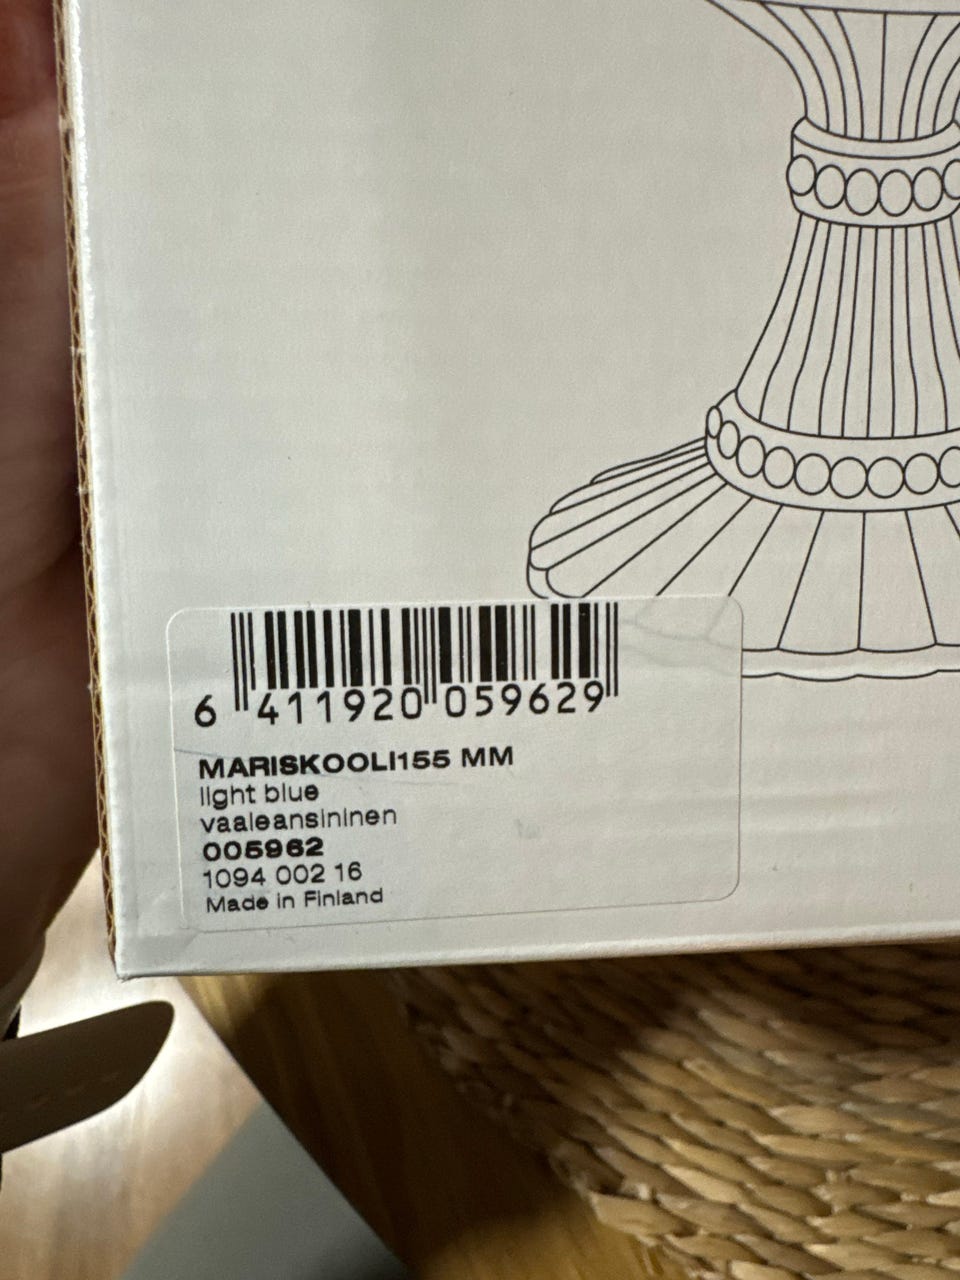 6 411920 059629
MARISKOOLI155 MM
light blue
vaaleansininen
005962
1094 002 16
Made in Finland